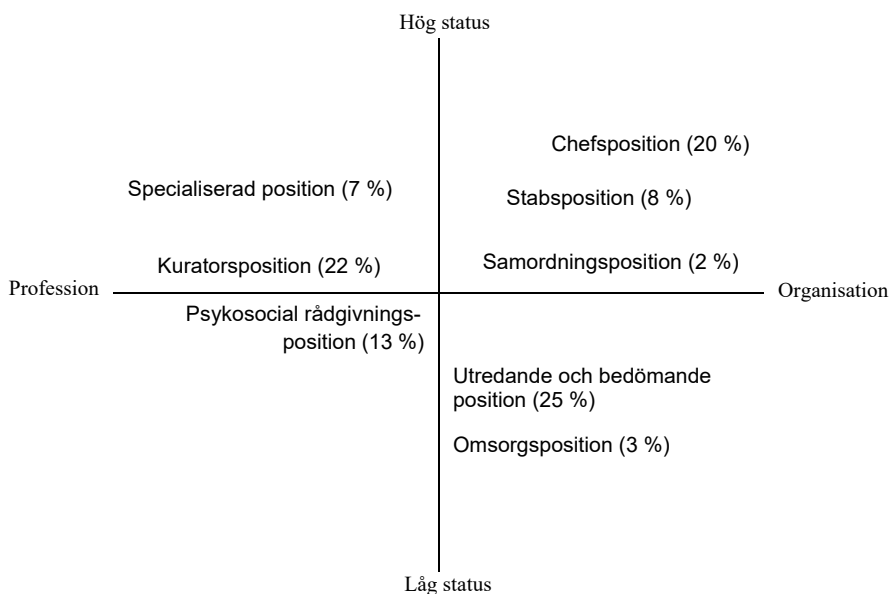 Hög status
Chefsposition (20 %)
Specialiserad position (7 %)
Stabsposition (8 %)
Kuratorsposition (22 %)
Samordningsposition (2 %)
Profession
Organisation
Psykosocial rådgivnings-
position (13 %)
Utredande och bedömande
position (25 %)
Omsorgsposition (3 %)
Låg status